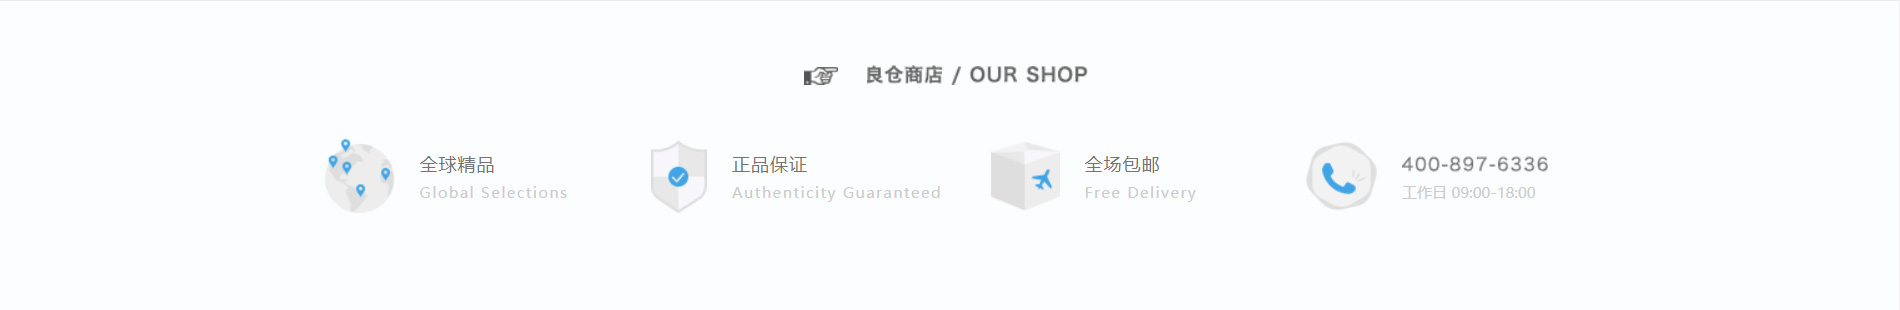 良仓商店 / OUR SHOP
全球精品
Global Selections
正品保证
Authenticity Guaranteed
全场包邮
Free Delivery
400-897-6336
工作日 09:00-18:00